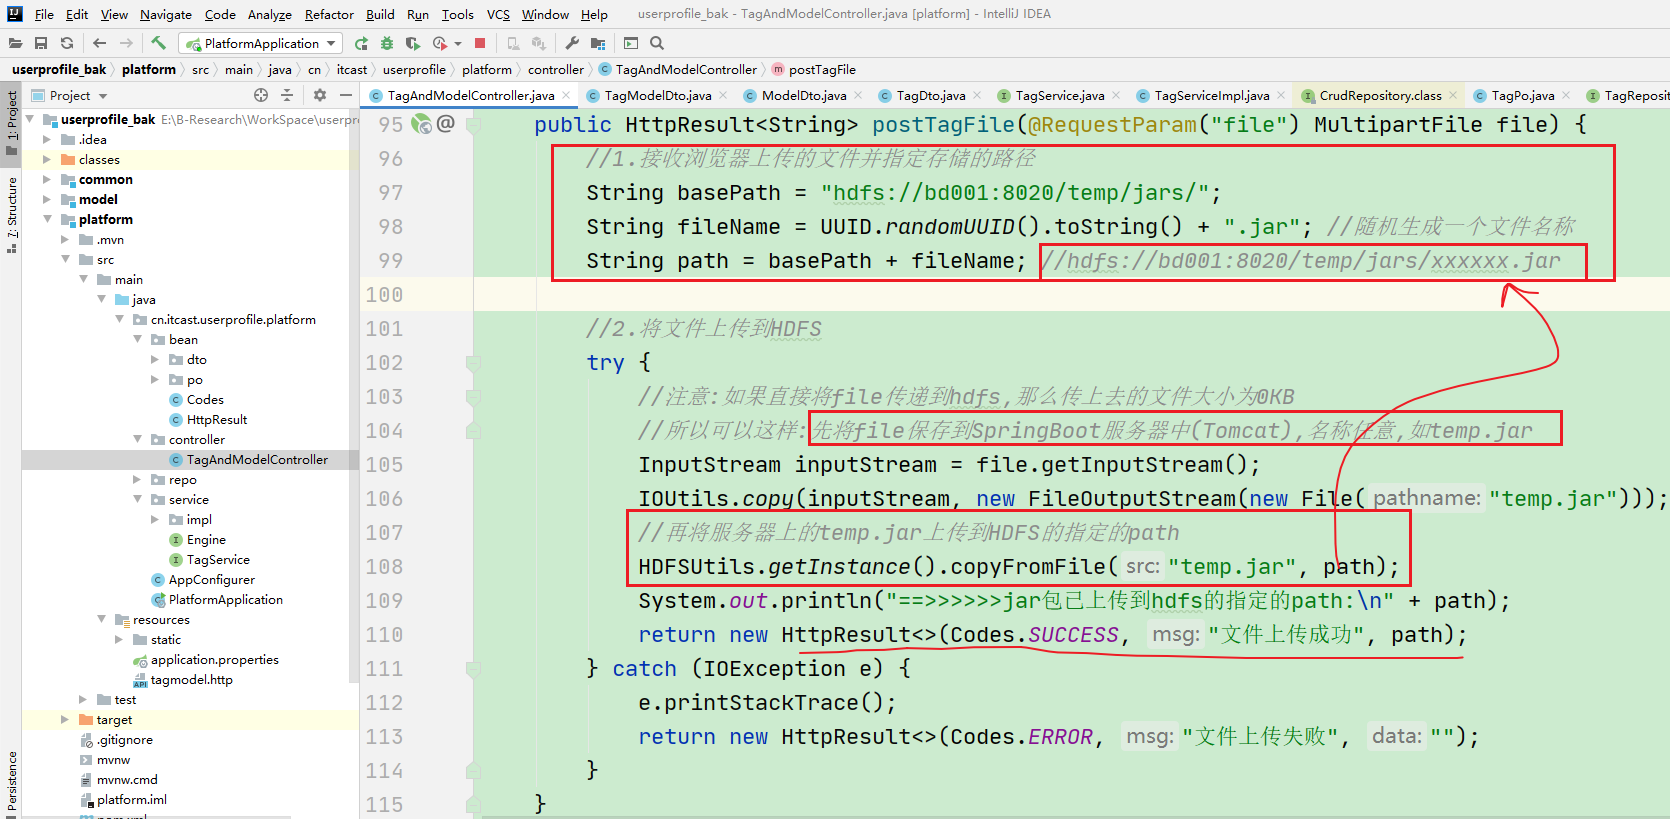 File Edit View Navigate Code Analyze Refactor Build Run Tools VCS Window Help userprofile_bak - TagAndModelController.java [platform] - IntelliJ IDEA
PlatformApplication
userprofile_bak platform src main java cn itcast userprofile platform controller TagAndModelController postTagFile
Project
TagAndModelController.java TagModelDto.java ModelDto.java TagDto.java TagService.java TagServiceImpl.java CrudRepository.class TagPo.java TagReposit
1: Project
7: Structure
Persistence
userprofile_bak E:\B-Research\WorkSpace\userpr
.idea
classes
common
model
platform
.mvn
src
main
java
cn.itcast.userprofile.platform
bean
dto
po
Codes
HttpResult
controller
TagAndModelController
repo
service
impl
Engine
TagService
AppConfigurer
PlatformApplication
resources
static
application.properties
tagmodel.http
test
target
.gitignore
mvnw
mvnw.cmd
platform.iml
95 @ public HttpResult<String> postTagFile(@RequestParam("file") MultipartFile file) {
96 //1.接收浏览器上传的文件并指定存储的路径
97 String basePath = "hdfs://bd001:8020/temp/jars/";
98 String fileName = UUID.randomUUID().toString() + ".jar"; //随机生成一个文件名称
99 String path = basePath + fileName; //hdfs://bd001:8020/temp/jars/xxxxxx.jar
100
101 //2.将文件上传到HDFS
102 try {
103 //注意:如果直接将file传递到hdfs,那么传上去的文件大小为0KB
104 //所以可以这样:先将file保存到SpringBoot服务器中(Tomcat),名称任意,如temp.jar
105 InputStream inputStream = file.getInputStream();
106 IOUtils.copy(inputStream, new FileOutputStream(new File( pathname: "temp.jar")));
107 //再将服务器上的temp.jar上传到HDFS的指定的path
108 HDFSUtils.getInstance().copyFromFile( src: "temp.jar", path);
109 System.out.println("==>>>>>>jar包已上传到hdfs的指定的path:\n" + path);
110 return new HttpResult<>(Codes.SUCCESS, msg: "文件上传成功", path);
111 } catch (IOException e) {
112 e.printStackTrace();
113 return new HttpResult<>(Codes.ERROR, msg: "文件上传失败", data: "");
114 }
115 }